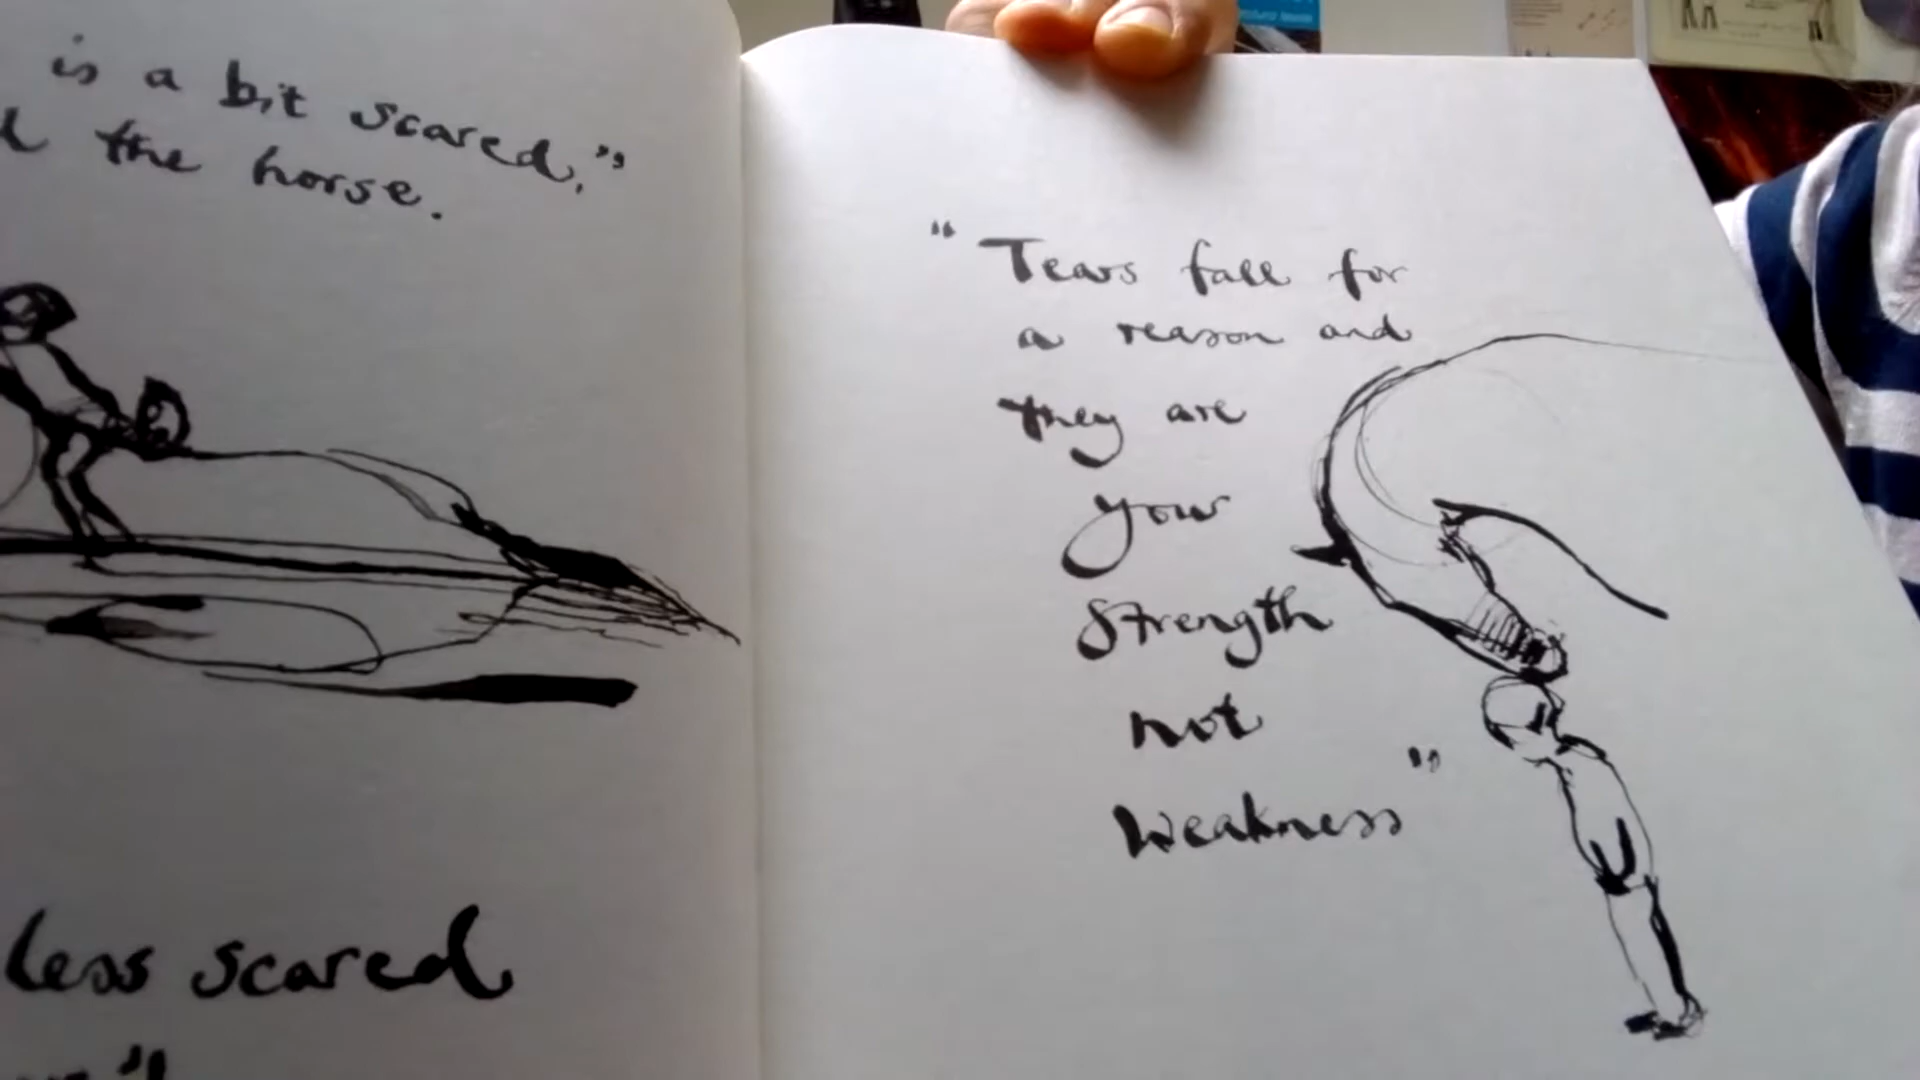 is a bit scared,”
the horse.
less scared
“Tears fall for
a reason and
they are
your
strength
not
weakness”